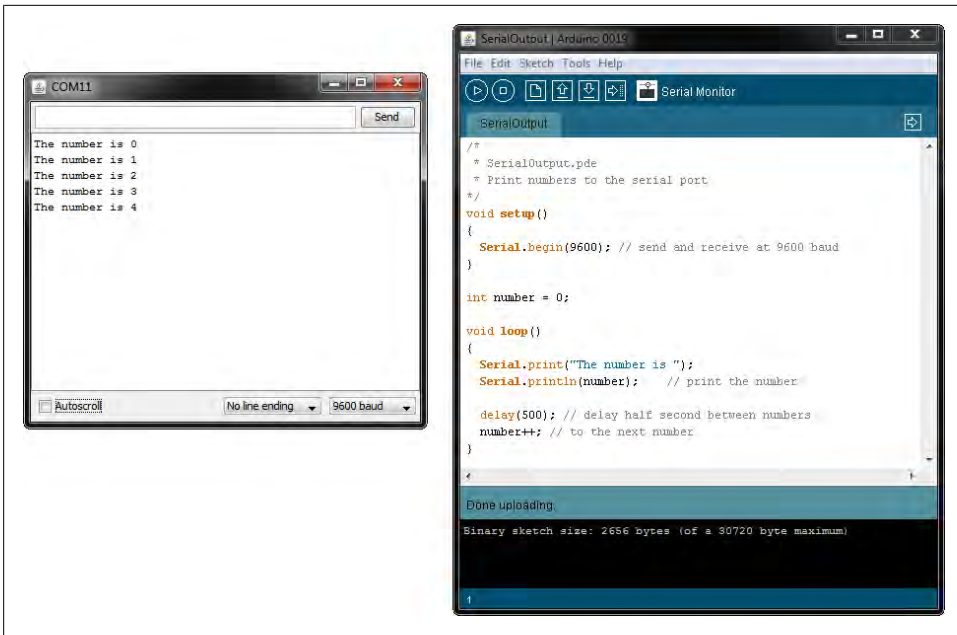 COM11
Send
The number is 0
The number is 1
The number is 2
The number is 3
The number is 4
Autoscroll
No line ending
9600 baud
SerialOutput | Arduino 0019
File Edit Sketch Tools Help
Serial Monitor
SerialOutput
/*
* SerialOutput.pde
* Print numbers to the serial port
*/
void setup()
{
Serial.begin(9600); // send and receive at 9600 baud
}
int number = 0;
void loop()
{
Serial.print("The number is ");
Serial.println(number); // print the number
delay(500); // delay half second between numbers
number++; // to the next number
}
Done uploading.
Binary sketch size: 2656 bytes (of a 30720 byte maximum)
1